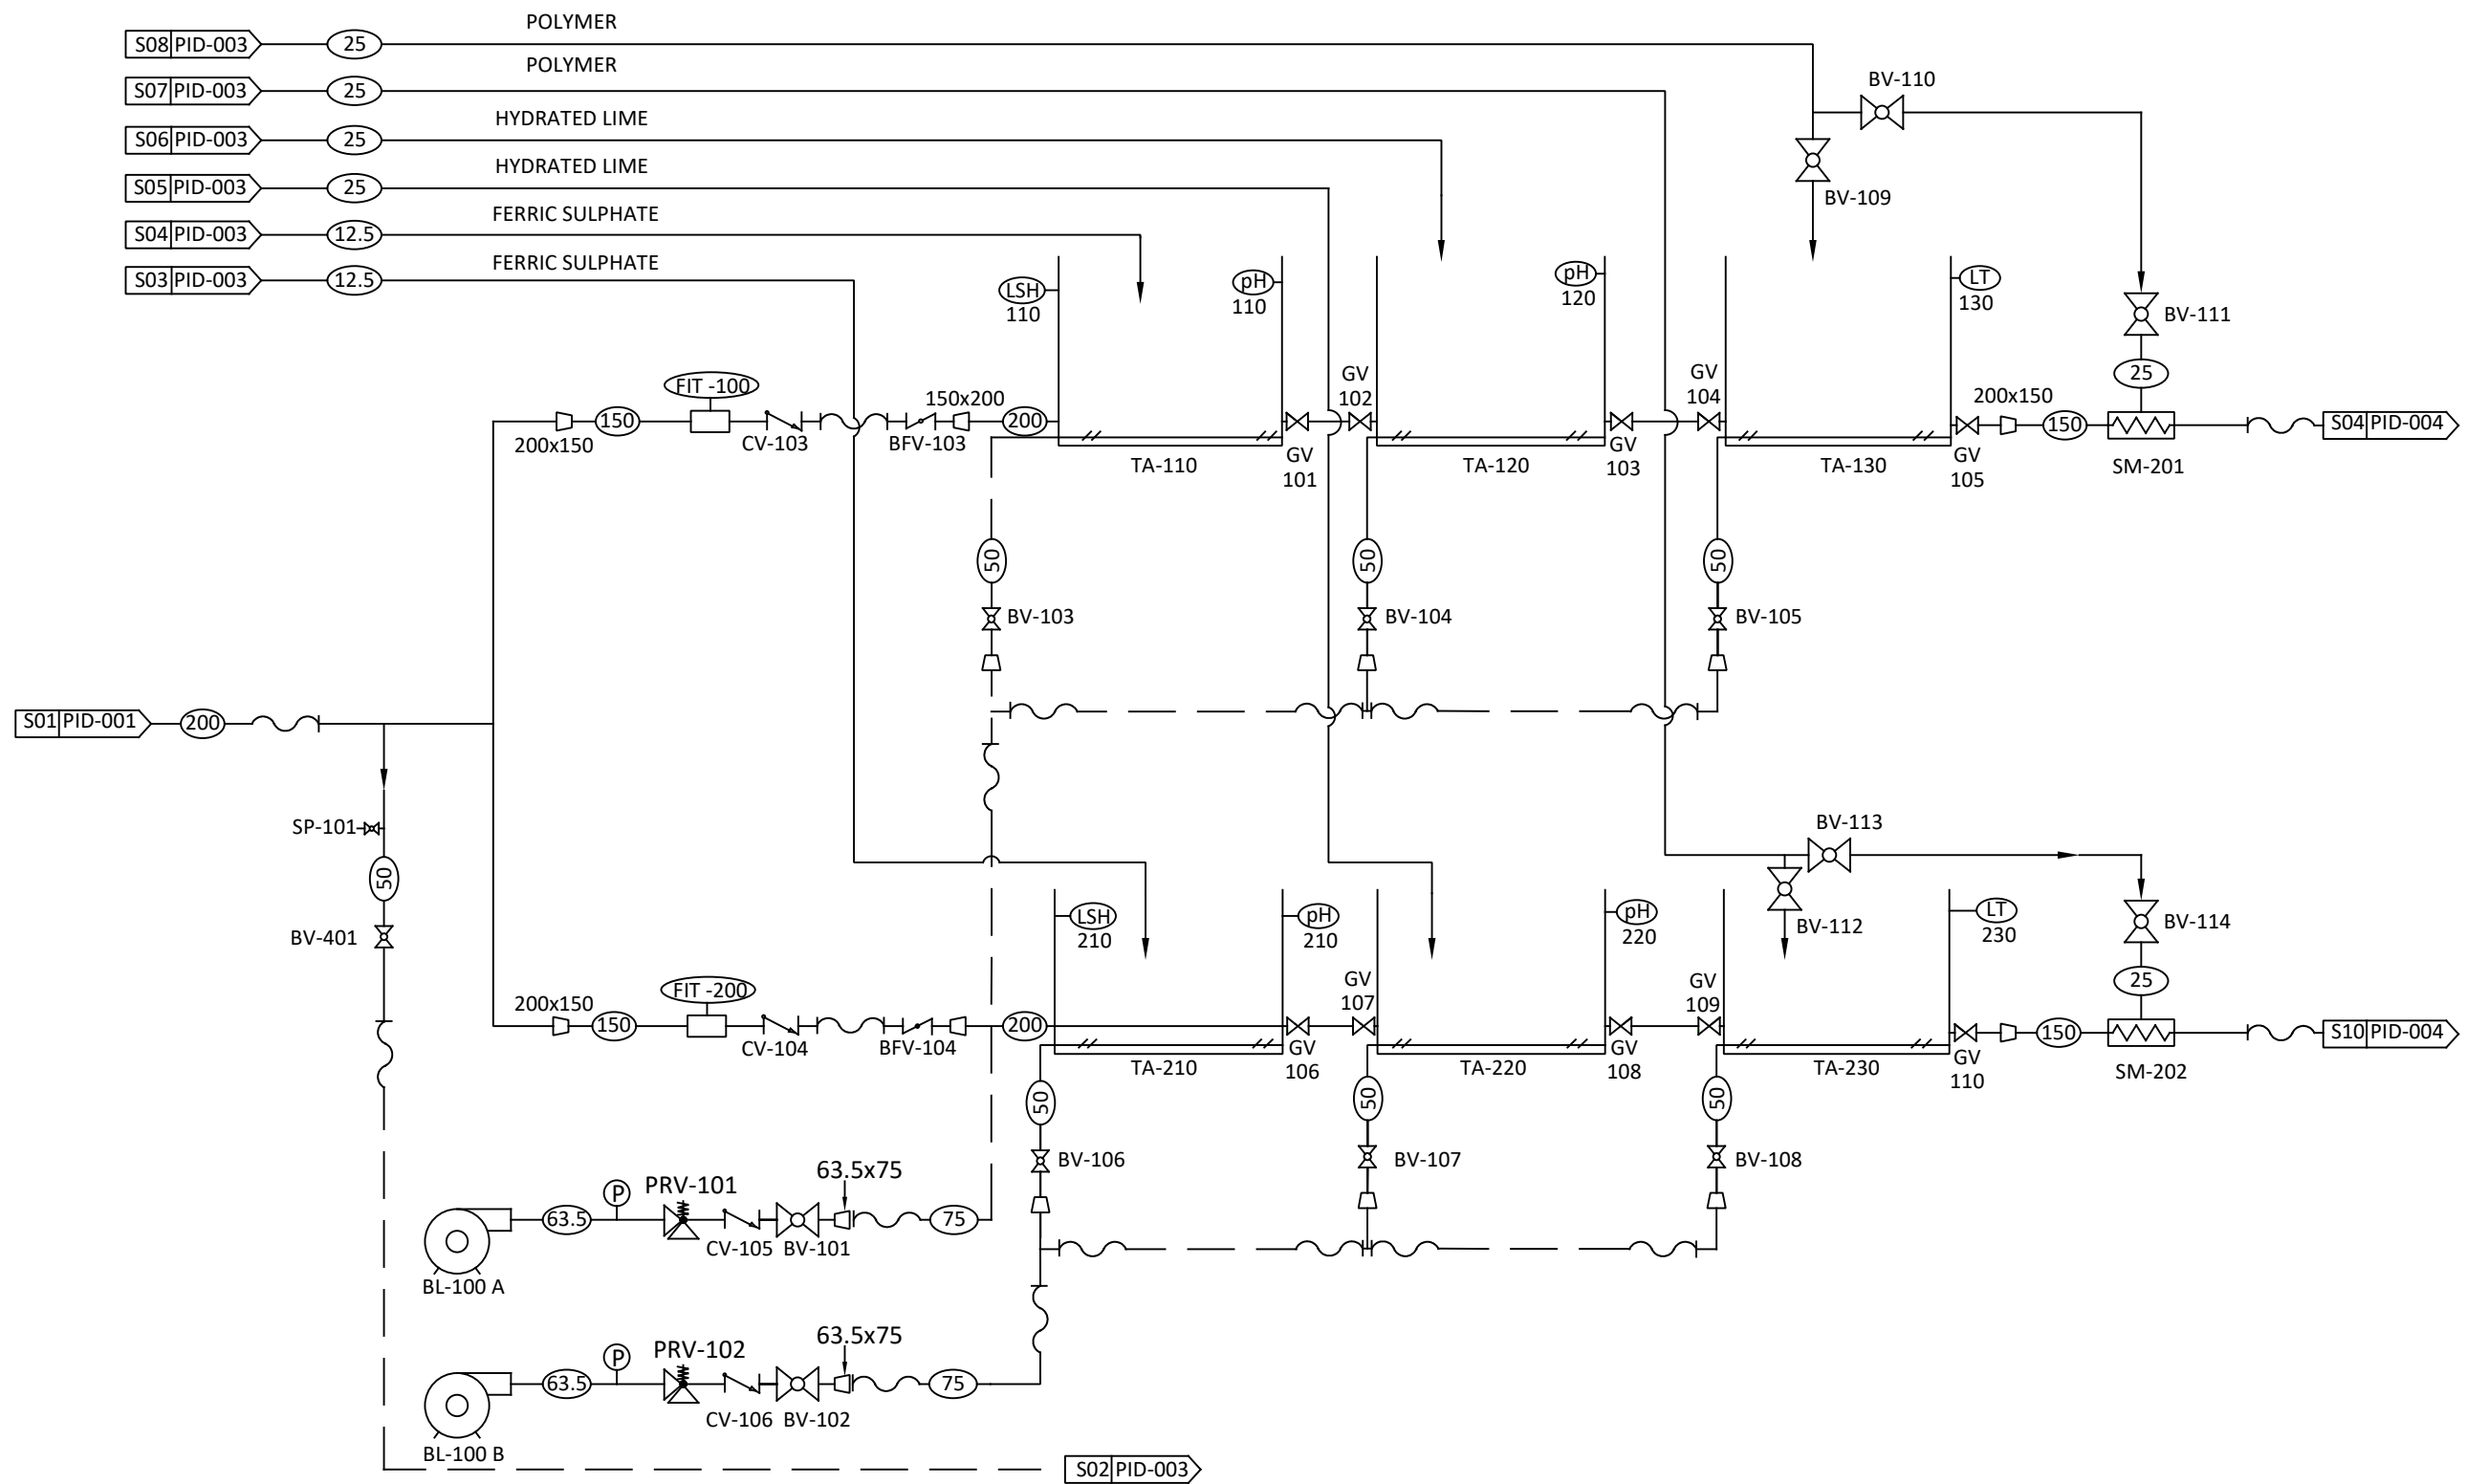 POLYMER
S08 PID-003 25
POLYMER
S07 PID-003 25
BV-110
HYDRATED LIME
S06 PID-003 25
HYDRATED LIME
S05 PID-003 25
BV-109
FERRIC SULPHATE
S04 PID-003 12.5
FERRIC SULPHATE
S03 PID-003 12.5
LSH
110
pH
110
pH
120
LT
130
BV-111
25
FIT -100
150x200
GV
102
GV
104
200x150
150
200
150
S04 PID-004
200x150
CV-103
BFV-103
TA-110
GV
101
TA-120
GV
103
TA-130
GV
105
SM-201
50
50
50
BV-103
BV-104
BV-105
S01 PID-001
200
SP-101
50
BV-401
BV-113
BV-112
BV-114
25
LSH
210
pH
210
pH
220
LT
230
FIT -200
GV
107
GV
109
200x150
150
200
150
S10 PID-004
CV-104
BFV-104
TA-210
GV
106
TA-220
GV
108
TA-230
GV
110
SM-202
50
50
50
BV-106
BV-107
BV-108
63.5x75
PRV-101
P
63.5
75
CV-105
BV-101
BL-100 A
63.5x75
PRV-102
P
63.5
75
CV-106
BV-102
BL-100 B
S02 PID-003